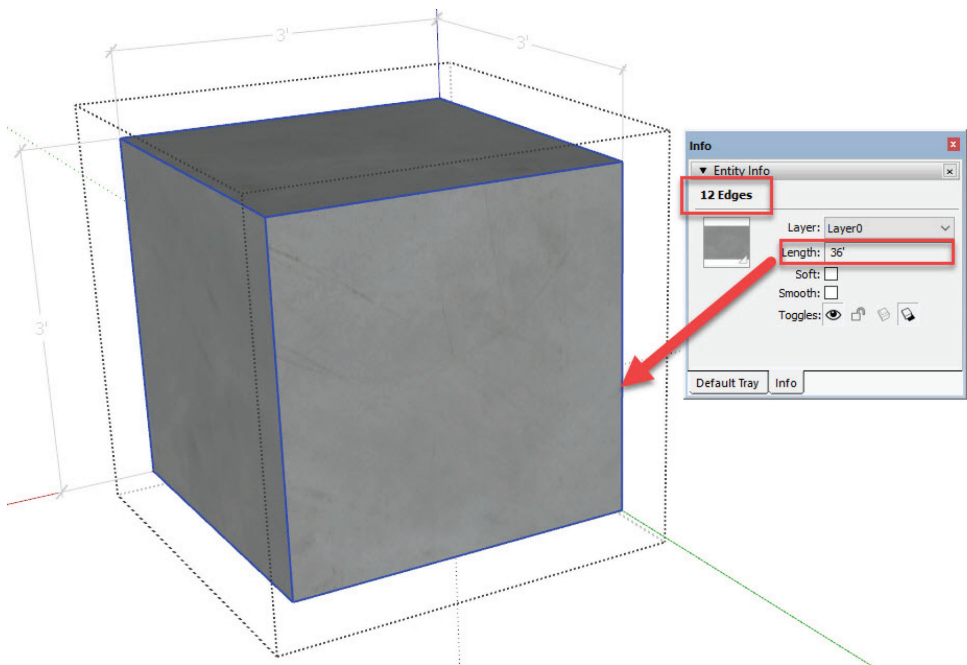 3'
3'
3'
Info
▼ Entity Info
12 Edges
Layer: Layer0
Length: 36'
Soft:
Smooth:
Toggles:
Default Tray Info